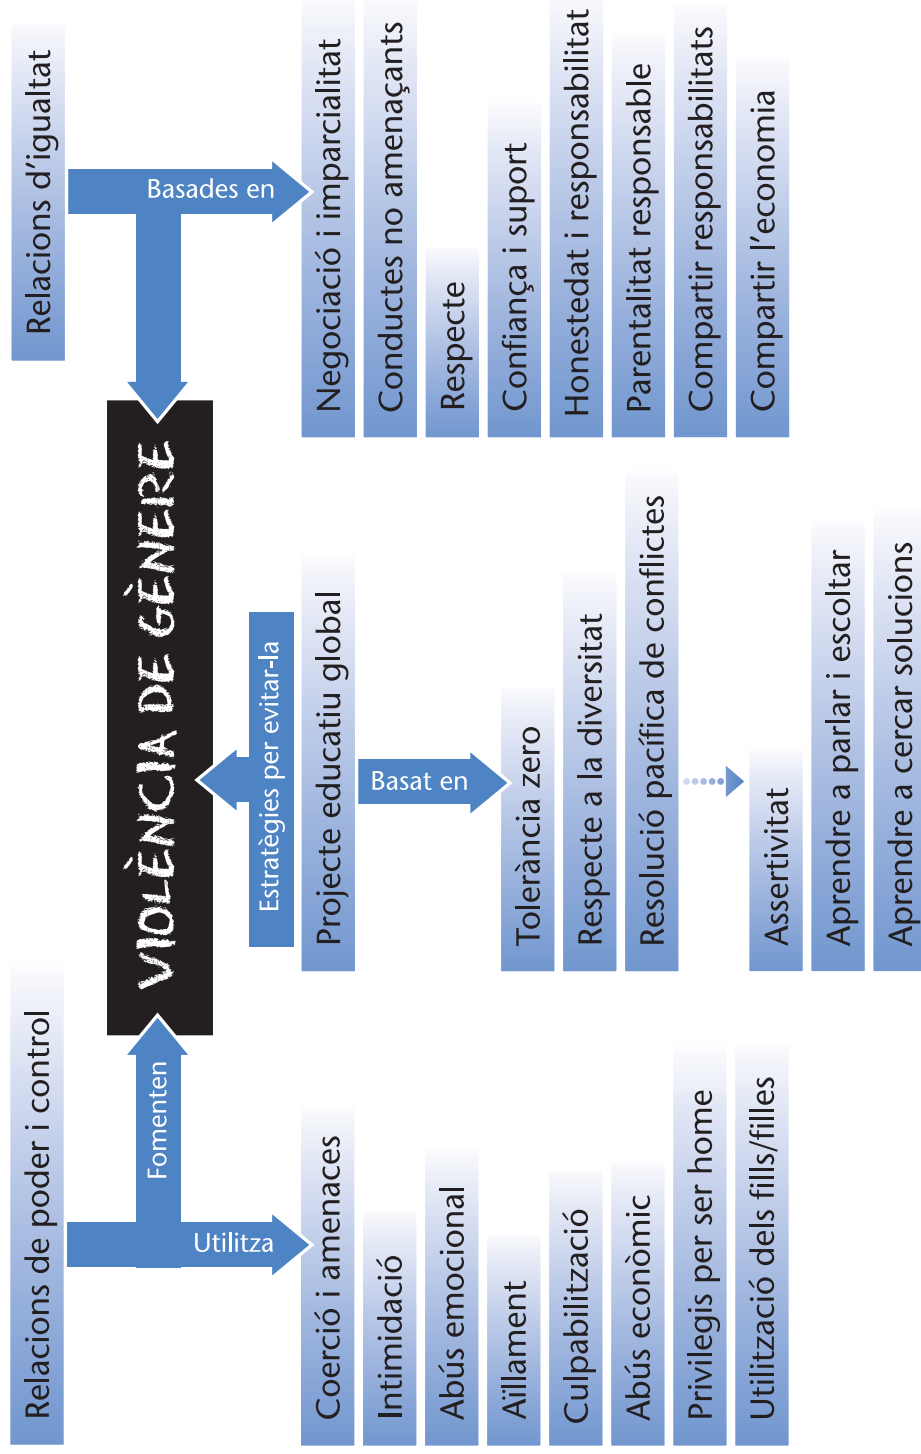 Relacions de poder i control
Fomenten
Utilitza
Coerció i amenaces
Intimidació
Abús emocional
Aïllament
Culpabilització
Abús econòmic
Privilegis per ser home
Utilització dels fills/filles
VIOLÈNCIA DE GÈNERE
Estratègies per evitar-la
Projecte educatiu global
Basat en
Tolerància zero
Respecte a la diversitat
Resolució pacífica de conflictes
Assertivitat
Aprendre a parlar i escoltar
Aprendre a cercar solucions
Relacions d’igualtat
Basades en
Negociació i imparcialitat
Conductes no amenaçants
Respecte
Confiança i suport
Honestedat i responsabilitat
Parentalitat responsable
Compartir responsabilitats
Compartir l’economia